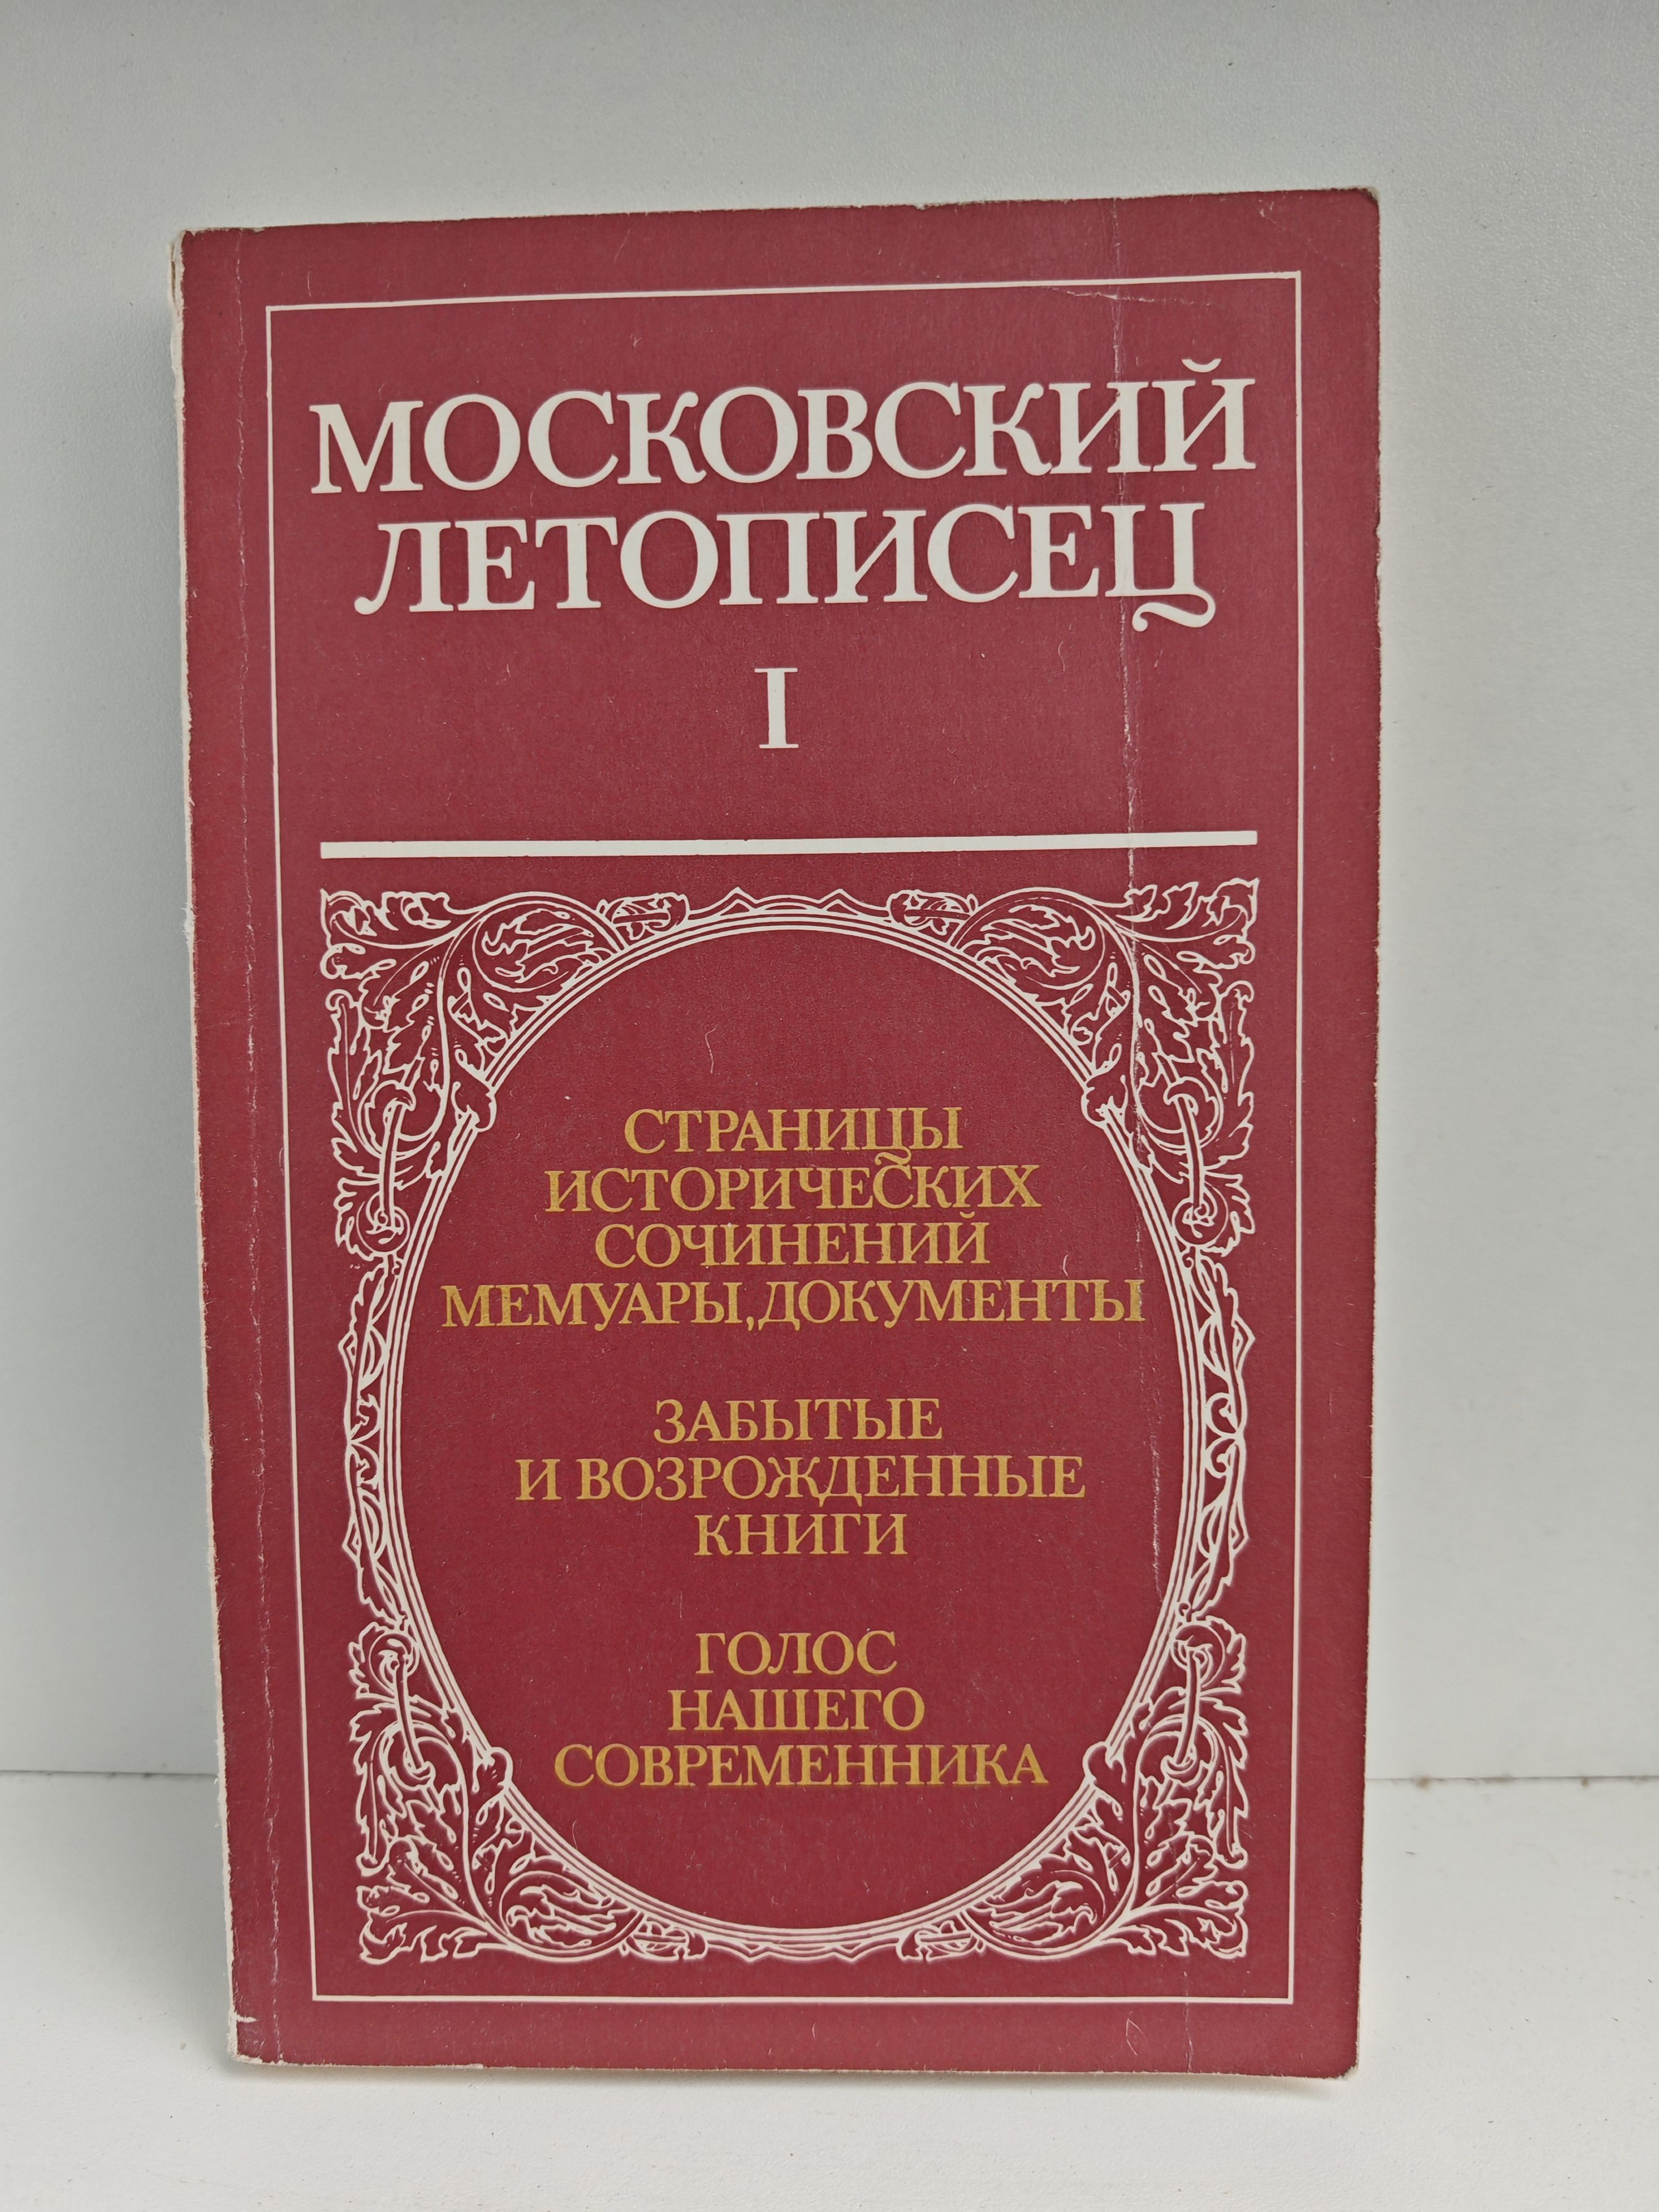 МОСКОВСКИЙ
ЛЕТОПИСЕЦ
I
СТРАНИЦЫ
ИСТОРИЧЕСКИХ
СОЧИНЕНИЙ
МЕМУАРЫ, ДОКУМЕНТЫ
ЗАБЫТЫЕ
И ВОЗРОЖДЕННЫЕ
КНИГИ
ГОЛОС
НАШЕГО
СОВРЕМЕННИКА